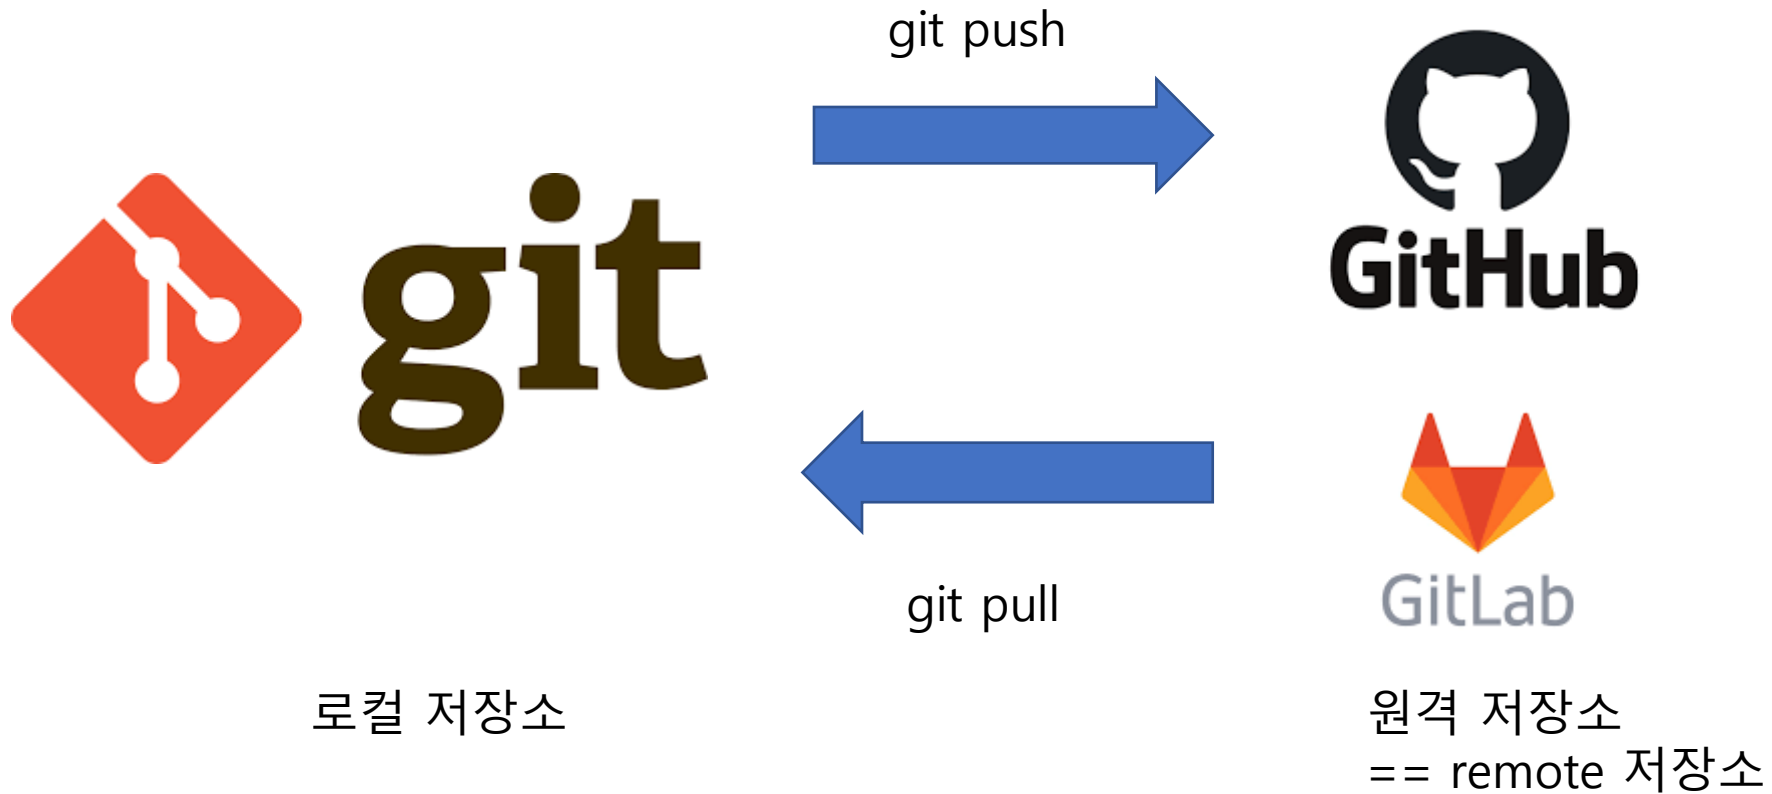 git push
git
GitHub
GitLab
git pull
로컬 저장소
원격 저장소
== remote 저장소